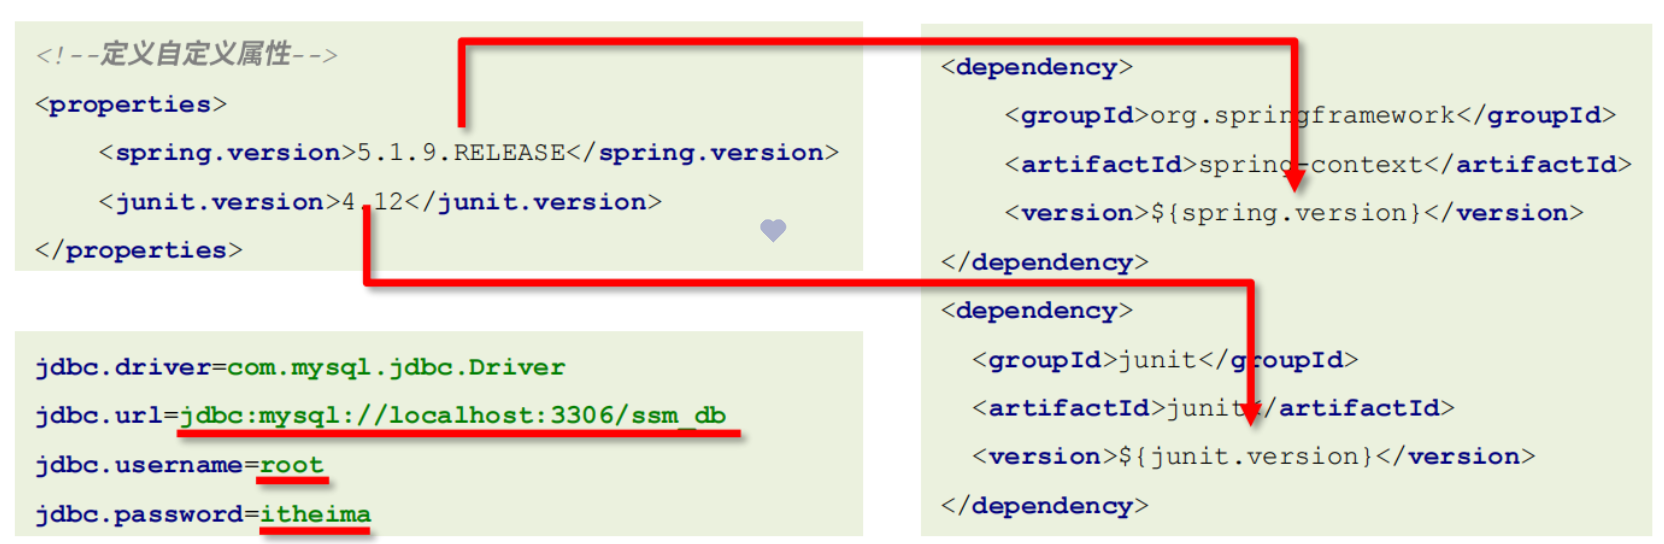 <!--定义自定义属性-->
<properties>
<spring.version>5.1.9.RELEASE</spring.version>
<junit.version>4.12</junit.version>
</properties>
jdbc.driver=com.mysql.jdbc.Driver
jdbc.url=jdbc:mysql://localhost:3306/ssm_db
jdbc.username=root
jdbc.password=itheima
<dependency>
<groupId>org.springframework</groupId>
<artifactId>spring-context</artifactId>
<version>${spring.version}</version>
</dependency>
<dependency>
<groupId>junit</groupId>
<artifactId>junit</artifactId>
<version>${junit.version}</version>
</dependency>